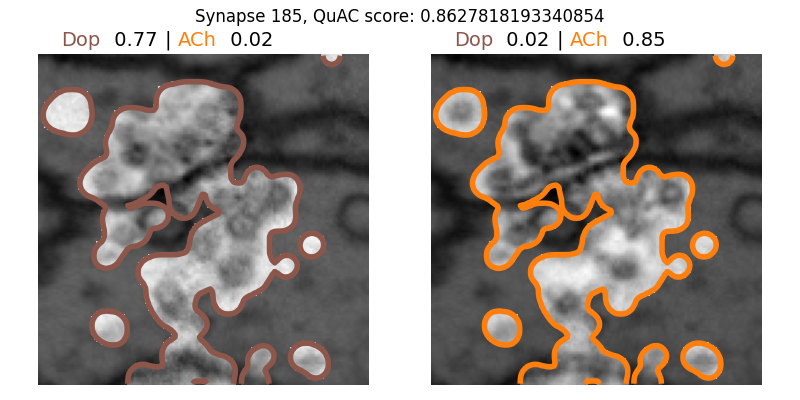 Synapse 185, QuAC score: 0.8627818193340854
Dop 0.77 | ACh 0.02
Dop 0.02 | ACh 0.85